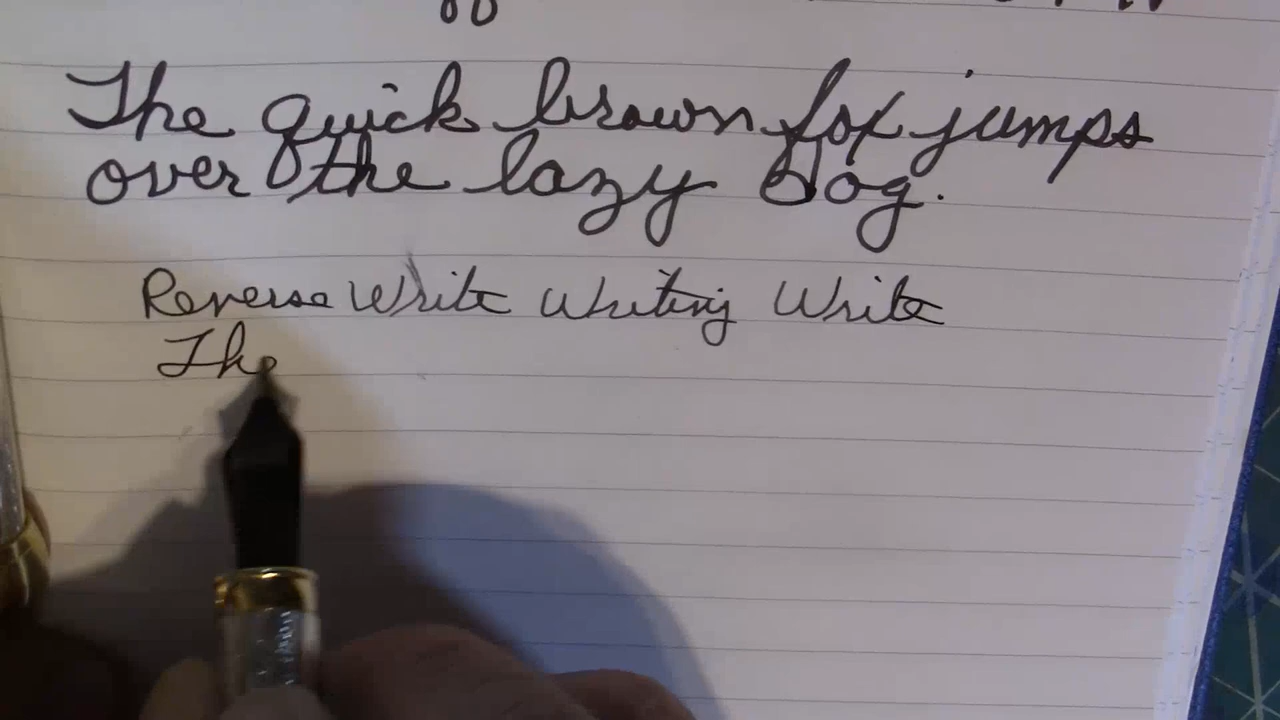 The quick brown fox jumps
over the lazy dog.
Reverse Write Writing Write
The